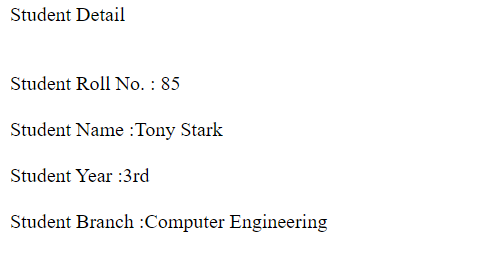 Student Detail
Student Roll No. : 85
Student Name :Tony Stark
Student Year :3rd
Student Branch :Computer Engineering